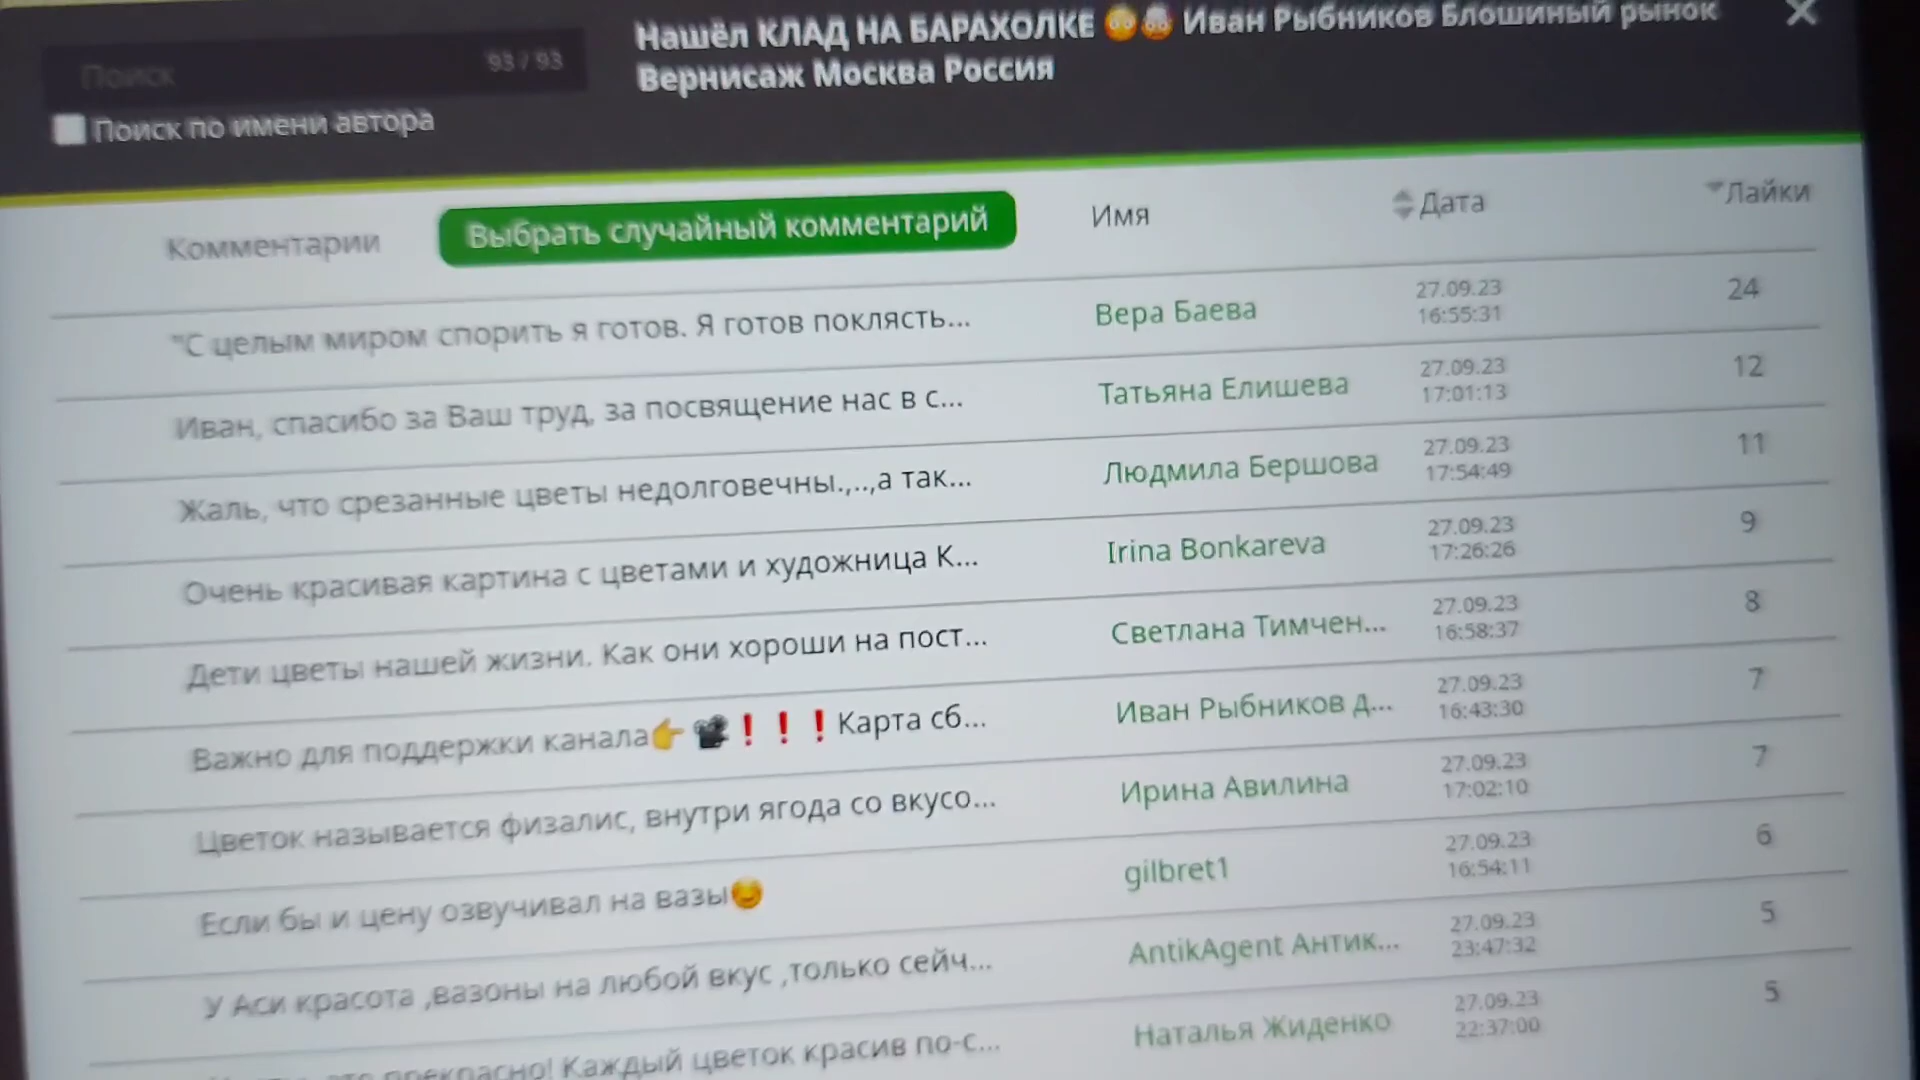 Нашёл КЛАД НА БАРАХОЛКЕ 😳🤯 Иван Рыбников Блошиный рынок
Вернисаж Москва Россия
Поиск 93 / 93
Поиск по имени автора
Комментарии Выбрать случайный комментарий Имя Дата Лайки
"С целым миром спорить я готов. Я готов поклясть... Вера Баева 27.09.23 16:55:31 24
Иван, спасибо за Ваш труд, за посвящение нас в с... Татьяна Елишева 27.09.23 17:01:13 12
Жаль, что срезанные цветы недолговечны.,..,а так... Людмила Бершова 27.09.23 17:54:49 11
Очень красивая картина с цветами и художница К... Irina Bonkareva 27.09.23 17:26:26 9
Дети цветы нашей жизни. Как они хороши на пост... Светлана Тимчен... 27.09.23 16:58:37 8
Важно для поддержки канала👉 📽❗❗❗Карта сб... Иван Рыбников д... 27.09.23 16:43:30 7
Цветок называется физалис, внутри ягода со вкусо... Ирина Авилина 27.09.23 17:02:10 7
Если бы и цену озвучивал на вазы😊 gilbret1 27.09.23 16:54:11 6
У Аси красота ,вазоны на любой вкус ,только сейч... AntikAgent Антик... 27.09.23 23:47:32 5
прекрасно! Каждый цветок красив по-с... Наталья Жиденко 27.09.23 22:37:00 5